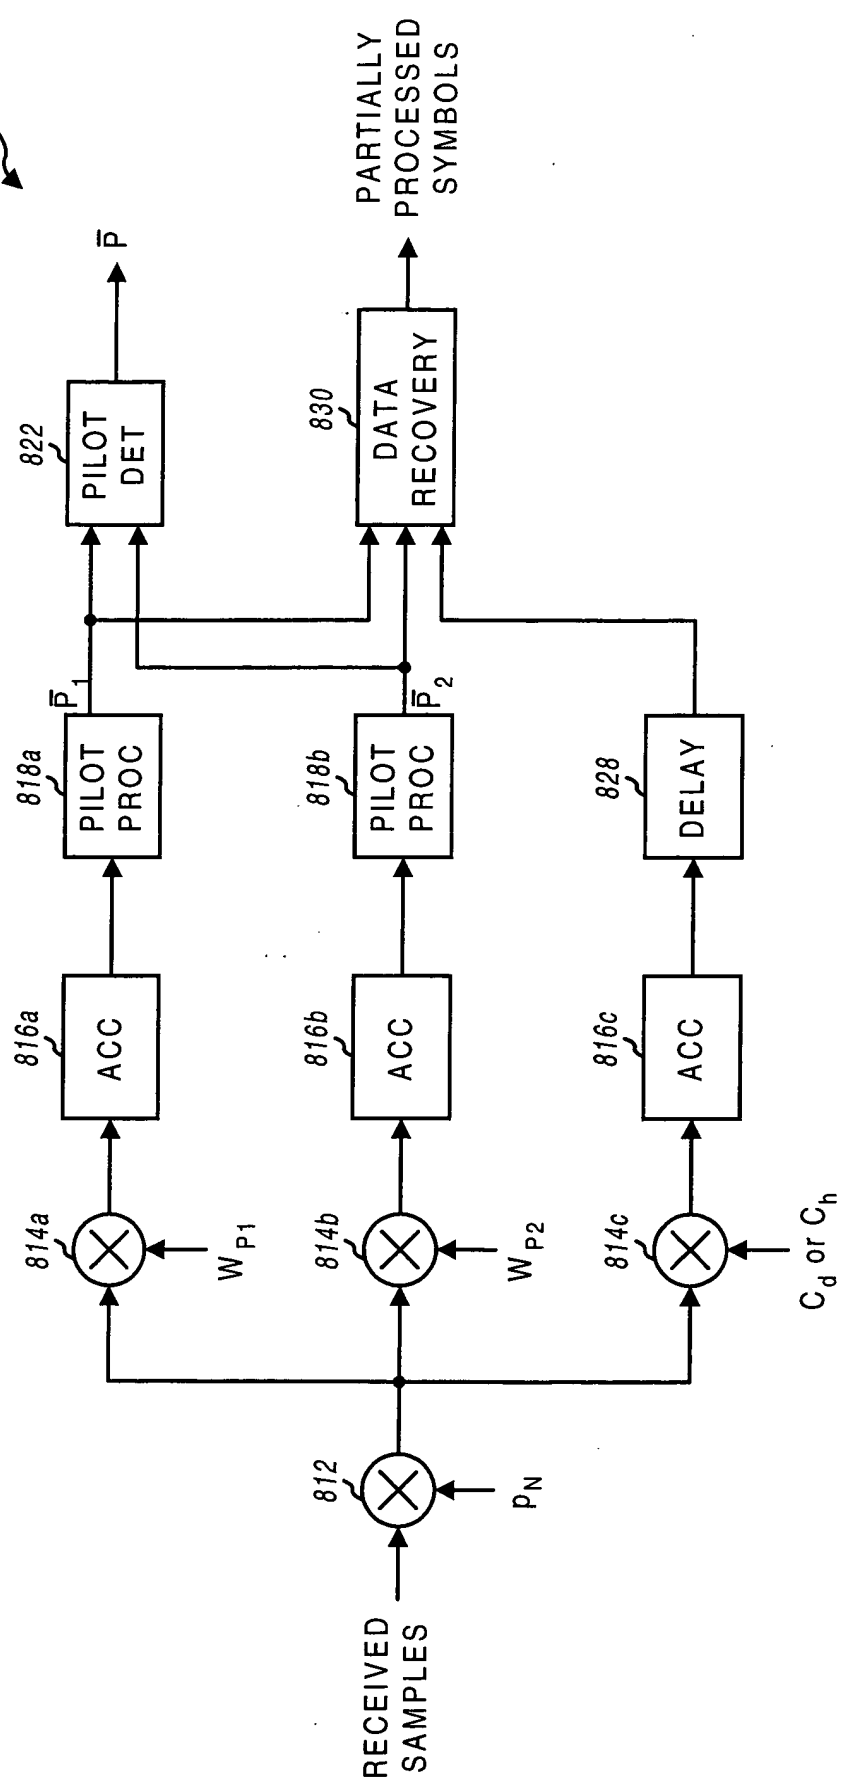 RECEIVED
SAMPLES
812
pN
814a
WP1
814b
WP2
814c
Cd or Ch
816a
ACC
816b
ACC
816c
ACC
818a
PILOT
PROC
P̅1
818b
PILOT
PROC
P̅2
828
DELAY
822
PILOT
DET
P̅
830
DATA
RECOVERY
PARTIALLY
PROCESSED
SYMBOLS